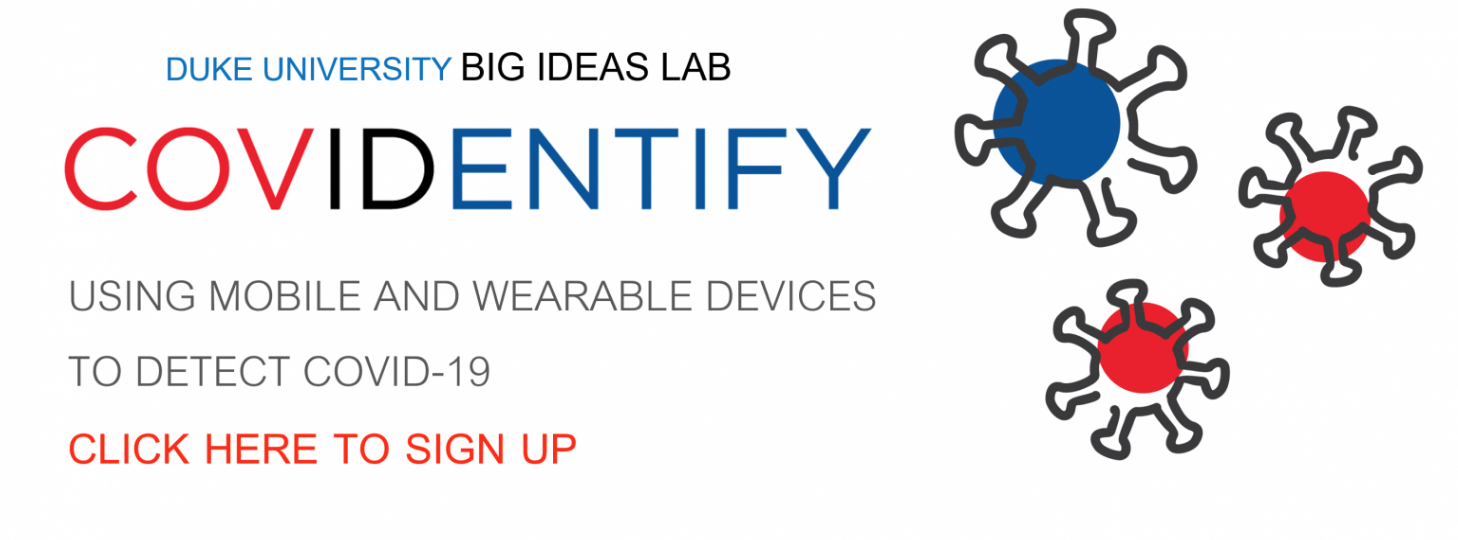 DUKE UNIVERSITY BIG IDEAS LAB
COVIDENTIFY
USING MOBILE AND WEARABLE DEVICES
TO DETECT COVID-19
CLICK HERE TO SIGN UP